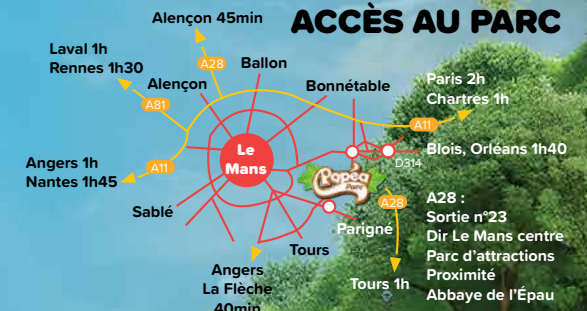 ACCÈS AU PARC
Alençon 45min
Laval 1h
Rennes 1h30
A28
Ballon
Alençon
Bonnétable
Paris 2h
Chartres 1h
A81
A11
Le
Mans
Blois, Orléans 1h40
D314
Angers 1h
Nantes 1h45
A11
Papéa
Parc
Sablé
A28
Parigné
A28 :
Sortie n°23
Dir Le Mans centre
Parc d'attractions
Proximité
Abbaye de l'Épau
Tours
Angers
La Flèche
40min
Tours 1h